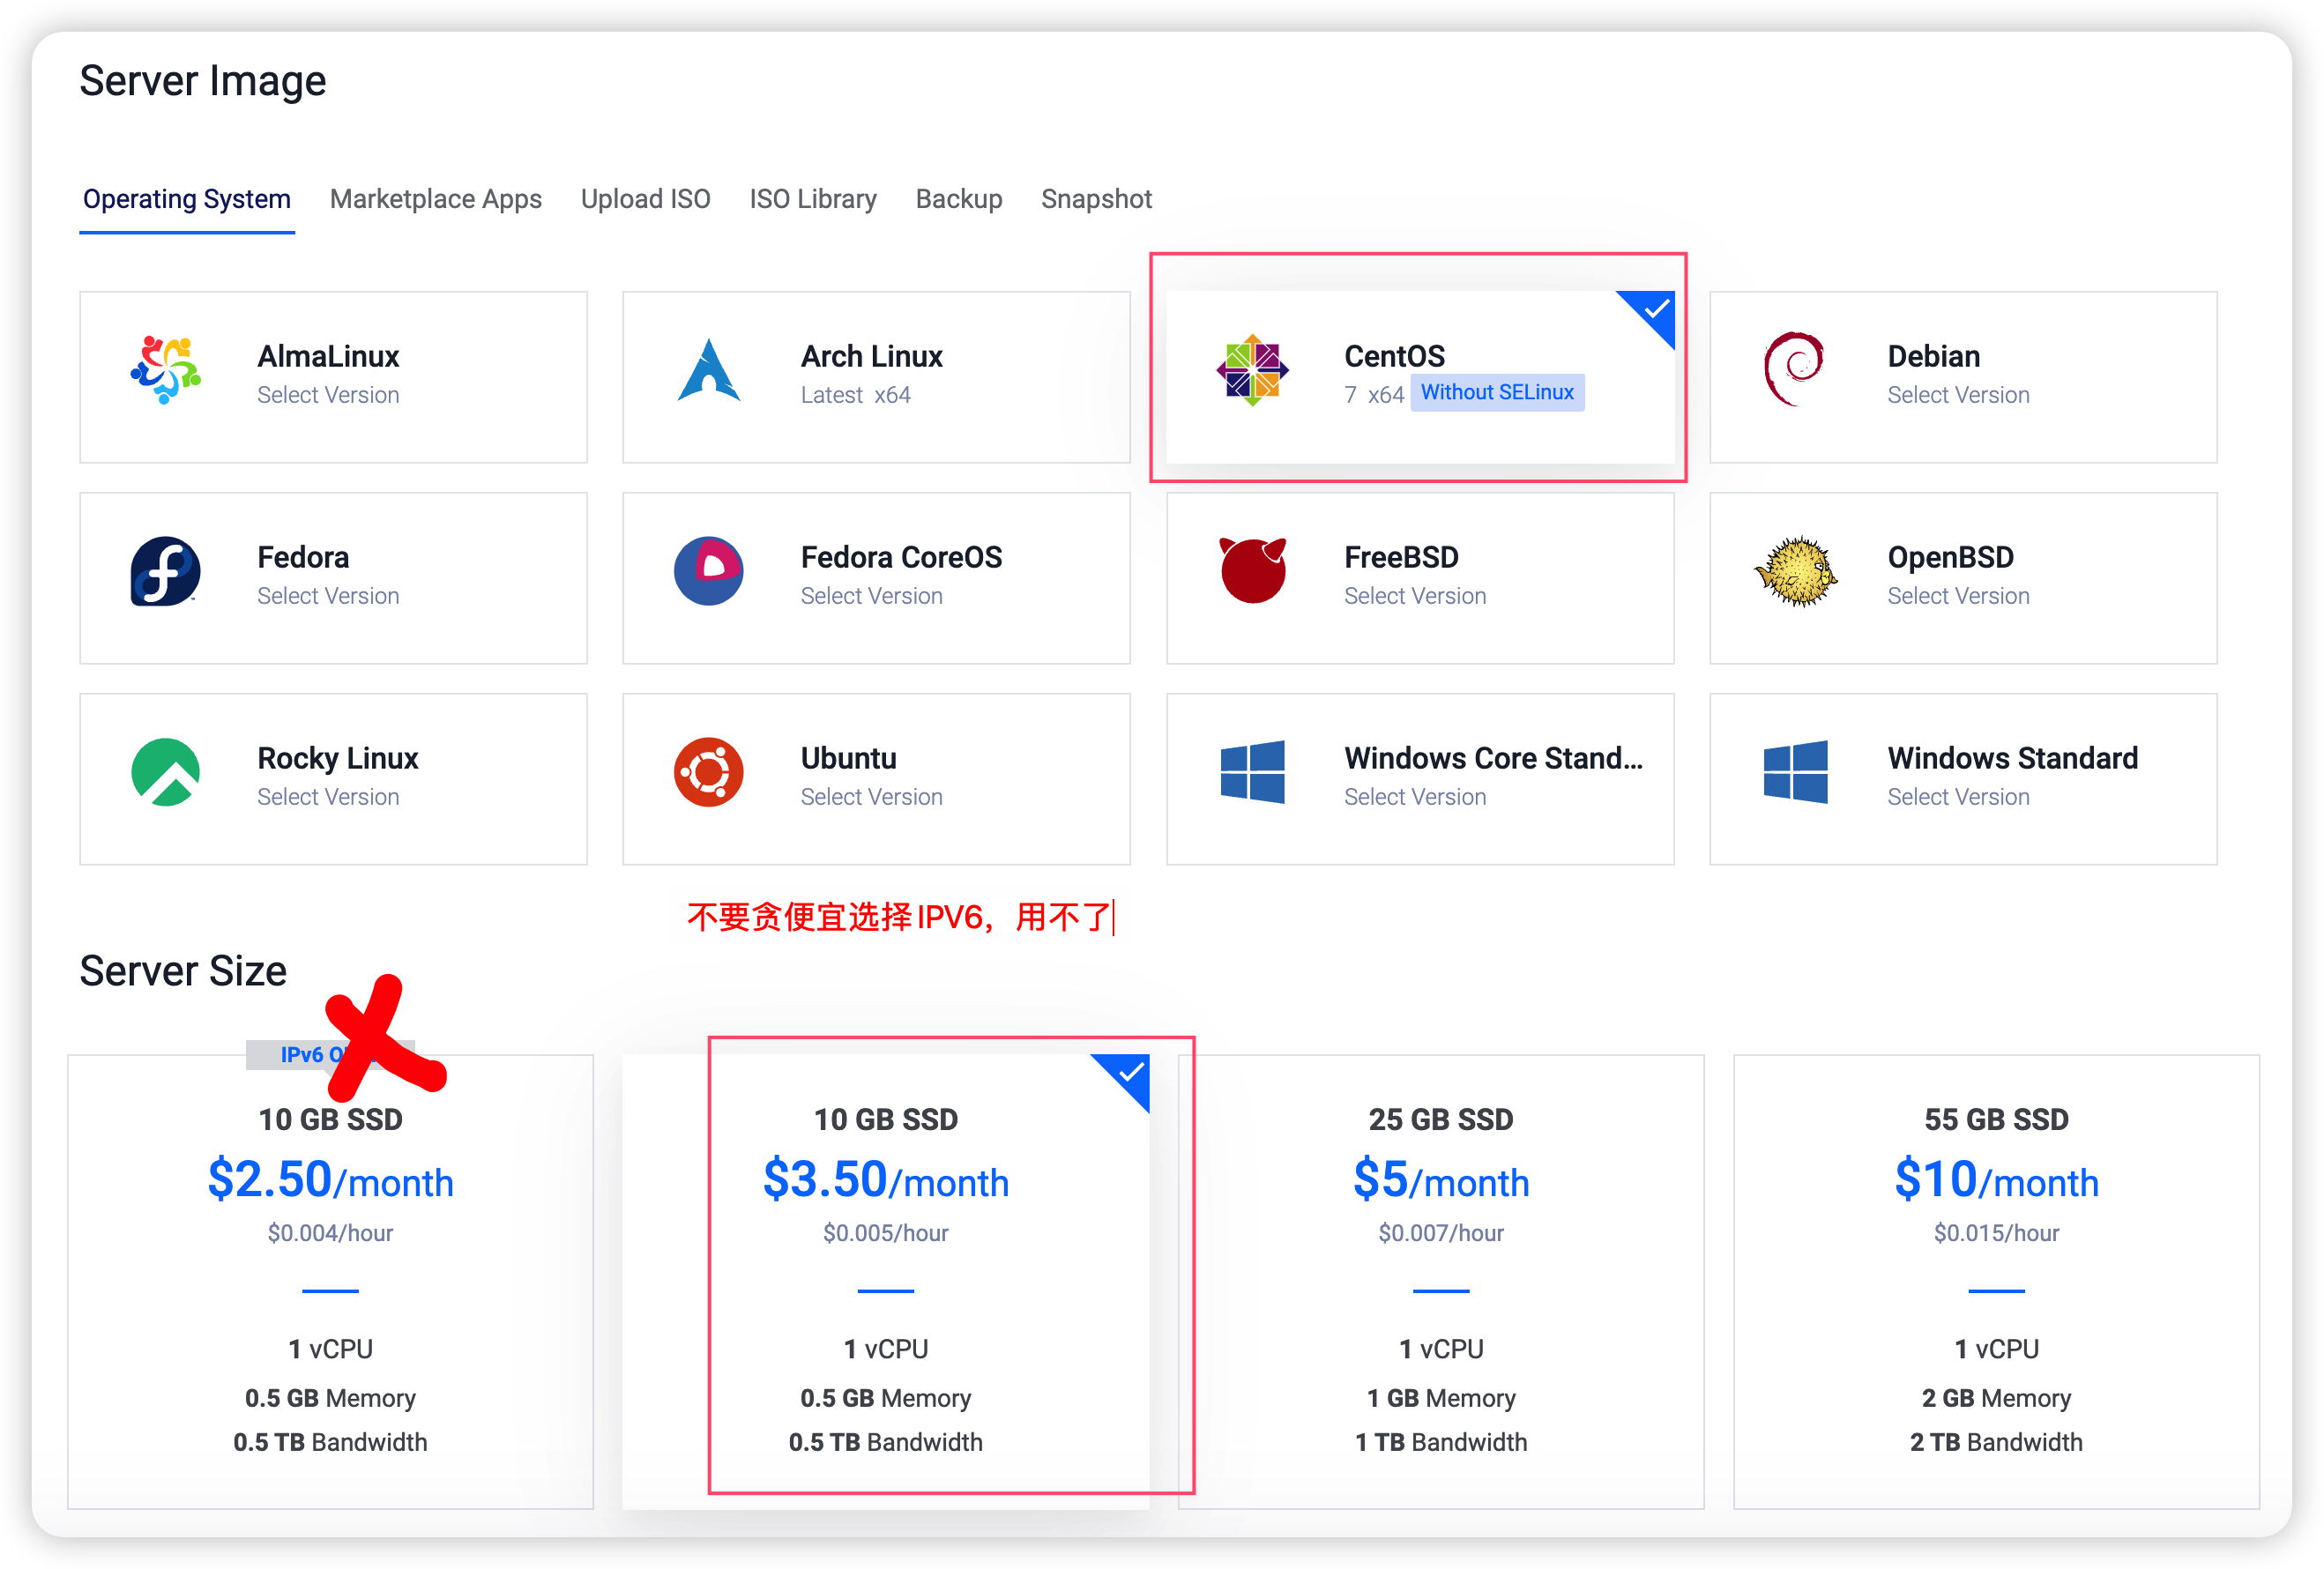 Server Image
Operating System Marketplace Apps Upload ISO ISO Library Backup Snapshot
AlmaLinux
Select Version
Arch Linux
Latest x64
CentOS
7 x64 Without SELinux
Debian
Select Version
Fedora
Select Version
Fedora CoreOS
Select Version
FreeBSD
Select Version
OpenBSD
Select Version
Rocky Linux
Select Version
Ubuntu
Select Version
Windows Core Stand...
Select Version
Windows Standard
Select Version
不要贪便宜选择IPV6，用不了
Server Size
IPv6
10 GB SSD
$2.50/month
$0.004/hour
1 vCPU
0.5 GB Memory
0.5 TB Bandwidth
10 GB SSD
$3.50/month
$0.005/hour
1 vCPU
0.5 GB Memory
0.5 TB Bandwidth
25 GB SSD
$5/month
$0.007/hour
1 vCPU
1 GB Memory
1 TB Bandwidth
55 GB SSD
$10/month
$0.015/hour
1 vCPU
2 GB Memory
2 TB Bandwidth